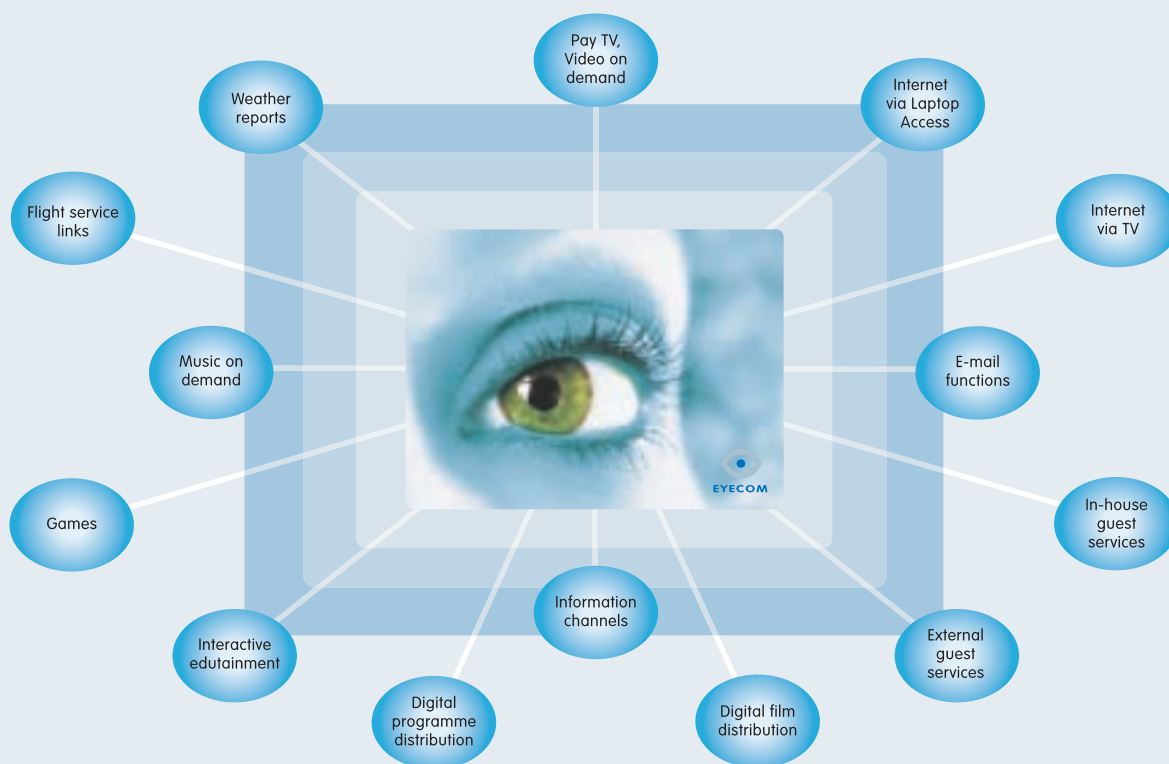 Pay TV,
Video on
demand
Weather
reports
Internet
via Laptop
Access
Flight service
links
Internet
via TV
Music on
demand
E-mail
functions
EYECOM
Games
In-house
guest
services
Information
channels
Interactive
edutainment
External
guest
services
Digital
programme
distribution
Digital film
distribution